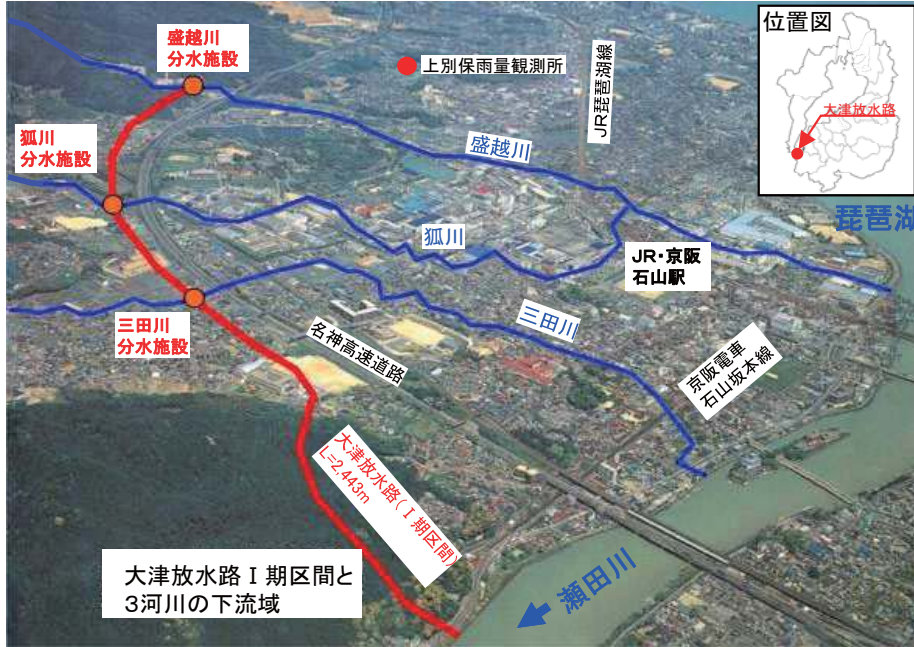 盛越川
分水施設
上別保雨量観測所
JR琵琶湖線
位置図
大津放水路
狐川
分水施設
盛越川
琵琶湖
狐川
JR・京阪
石山駅
三田川
分水施設
三田川
名神高速道路
京阪電車
石山坂本線
大津放水路(Ⅰ期区間)
L=2,443m
大津放水路Ⅰ期区間と
3河川の下流域
瀬田川